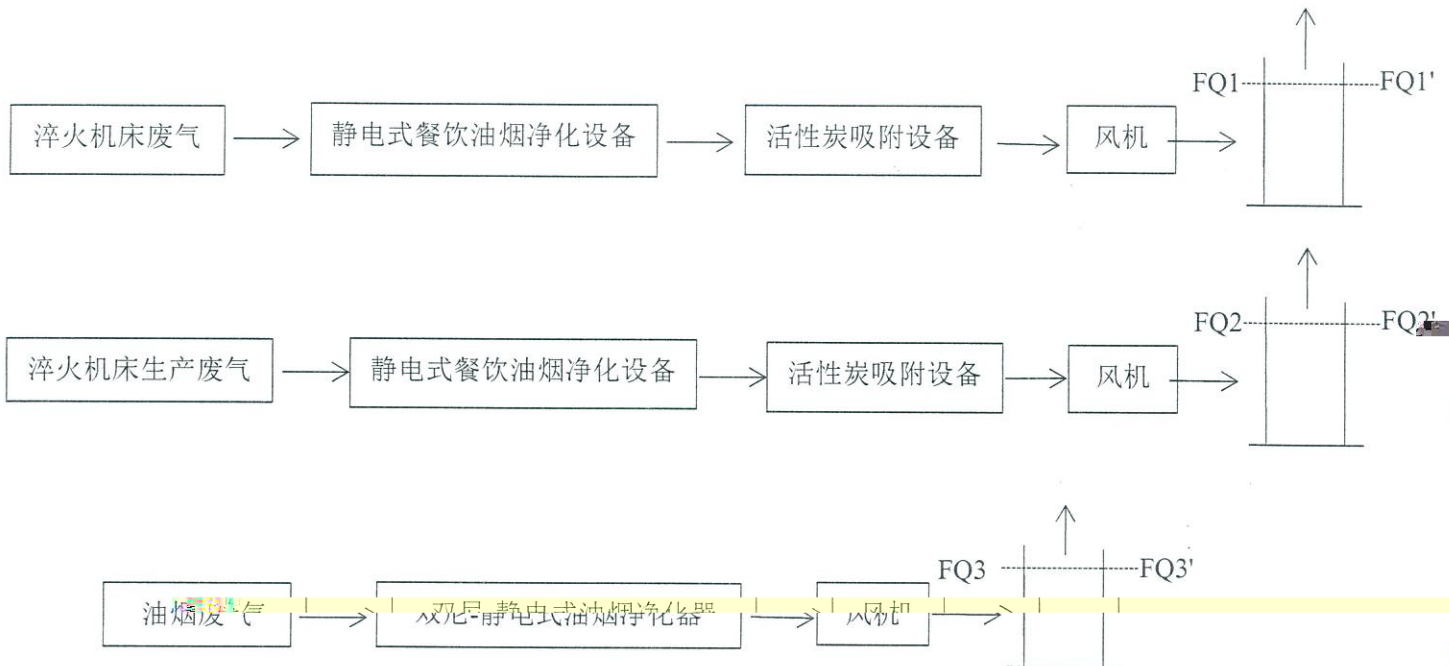 淬火机床废气 静电式餐饮油烟净化设备 活性炭吸附设备 风机 FQ1 FQ1'
淬火机床生产废气 静电式餐饮油烟净化设备 活性炭吸附设备 风机 FQ2 FQ2'
油烟废气 静电式油烟净化器 风机 FQ3 FQ3'